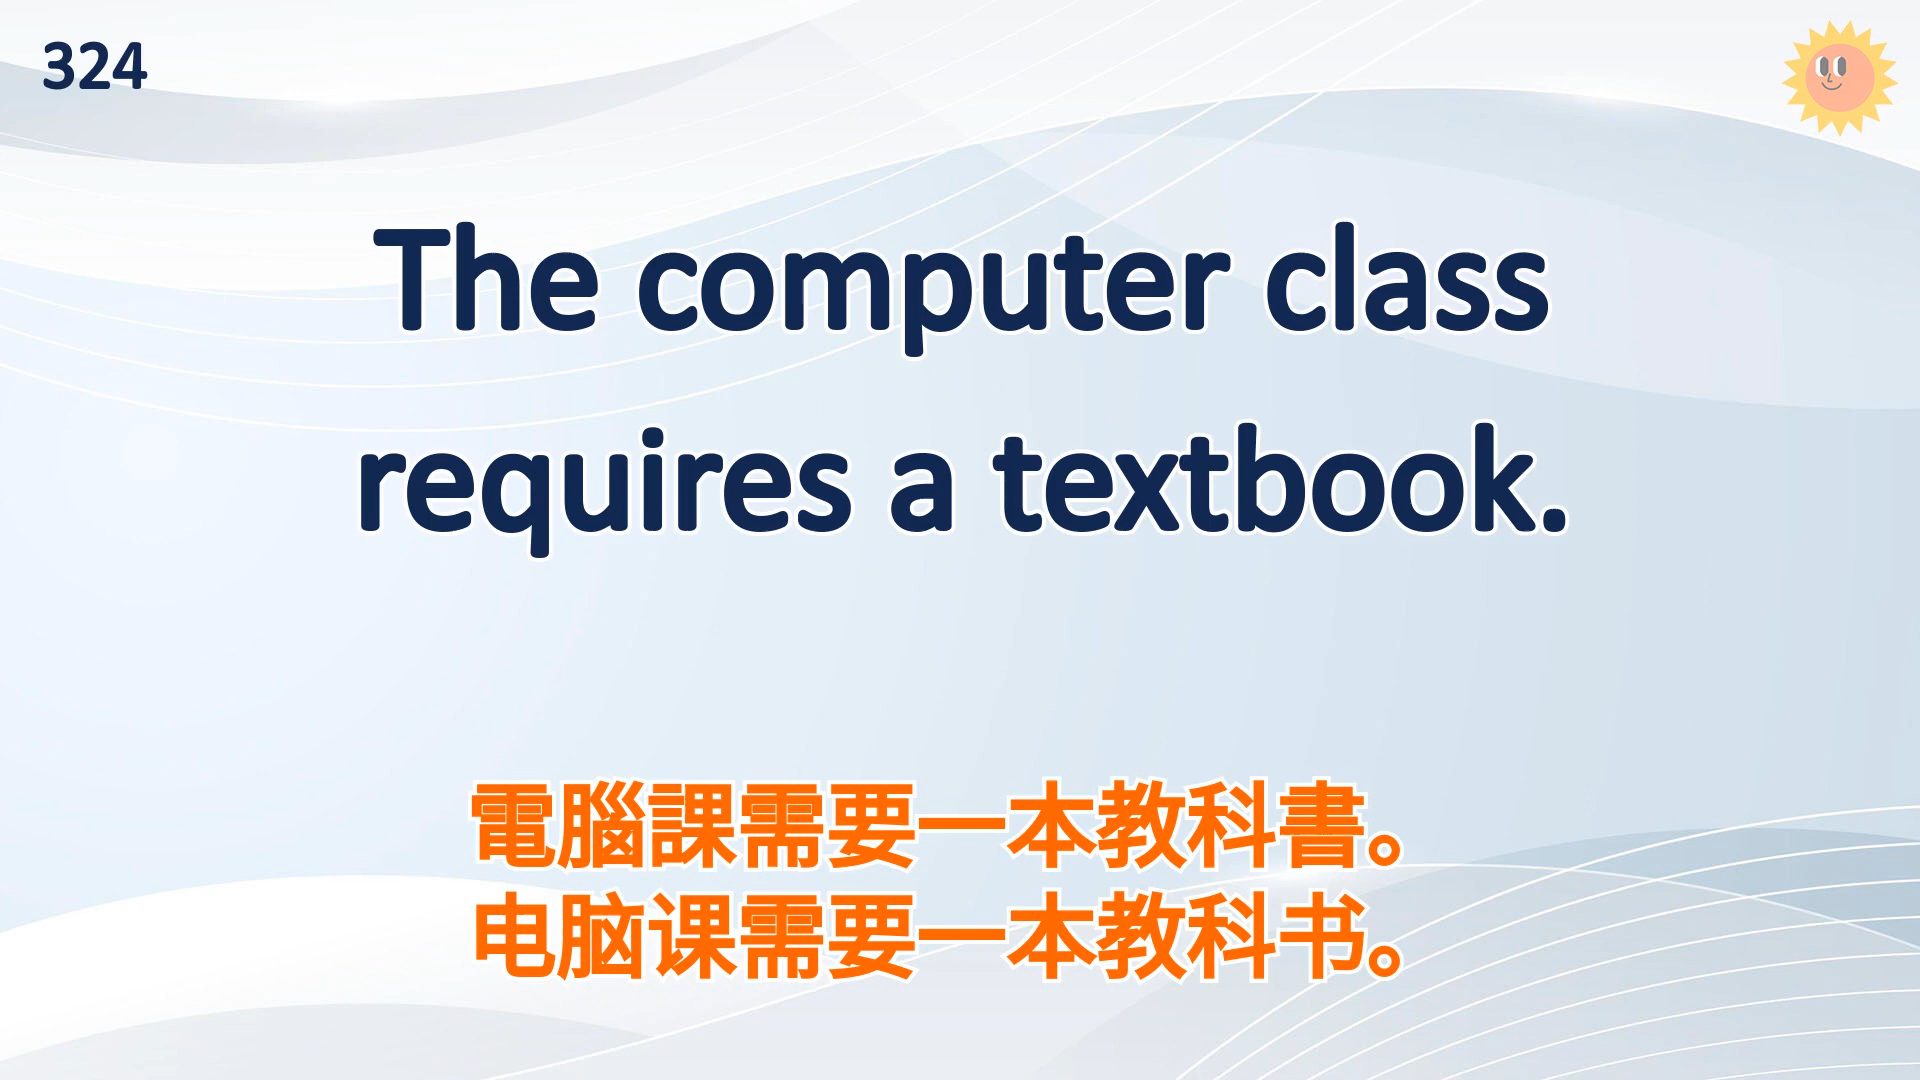 324
The computer class
requires a textbook.
電腦課需要一本教科書。
电脑课需要一本教科书。